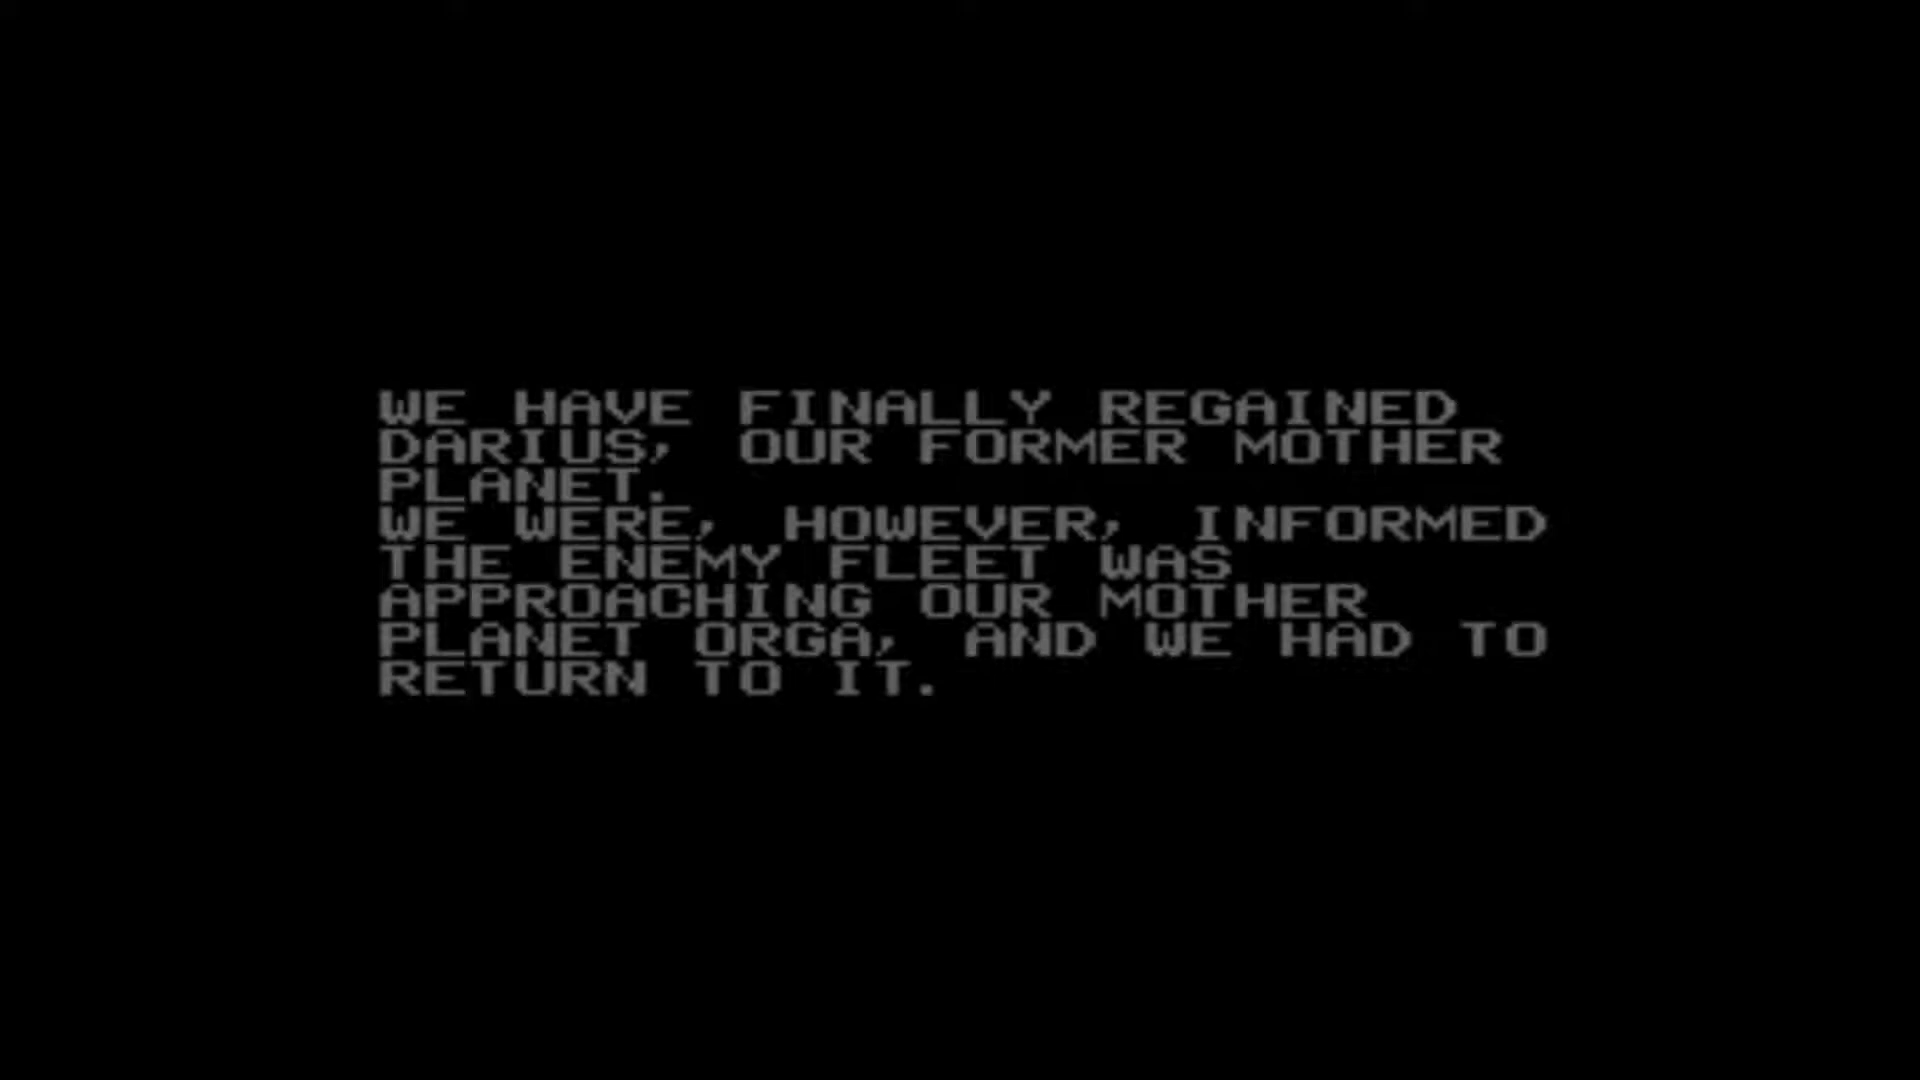 WE HAVE FINALLY REGAINED
DARIUS, OUR FORMER MOTHER
PLANET.
WE WERE, HOWEVER, INFORMED
THE ENEMY FLEET WAS
APPROACHING OUR MOTHER
PLANET ORGA, AND WE HAD TO
RETURN TO IT.